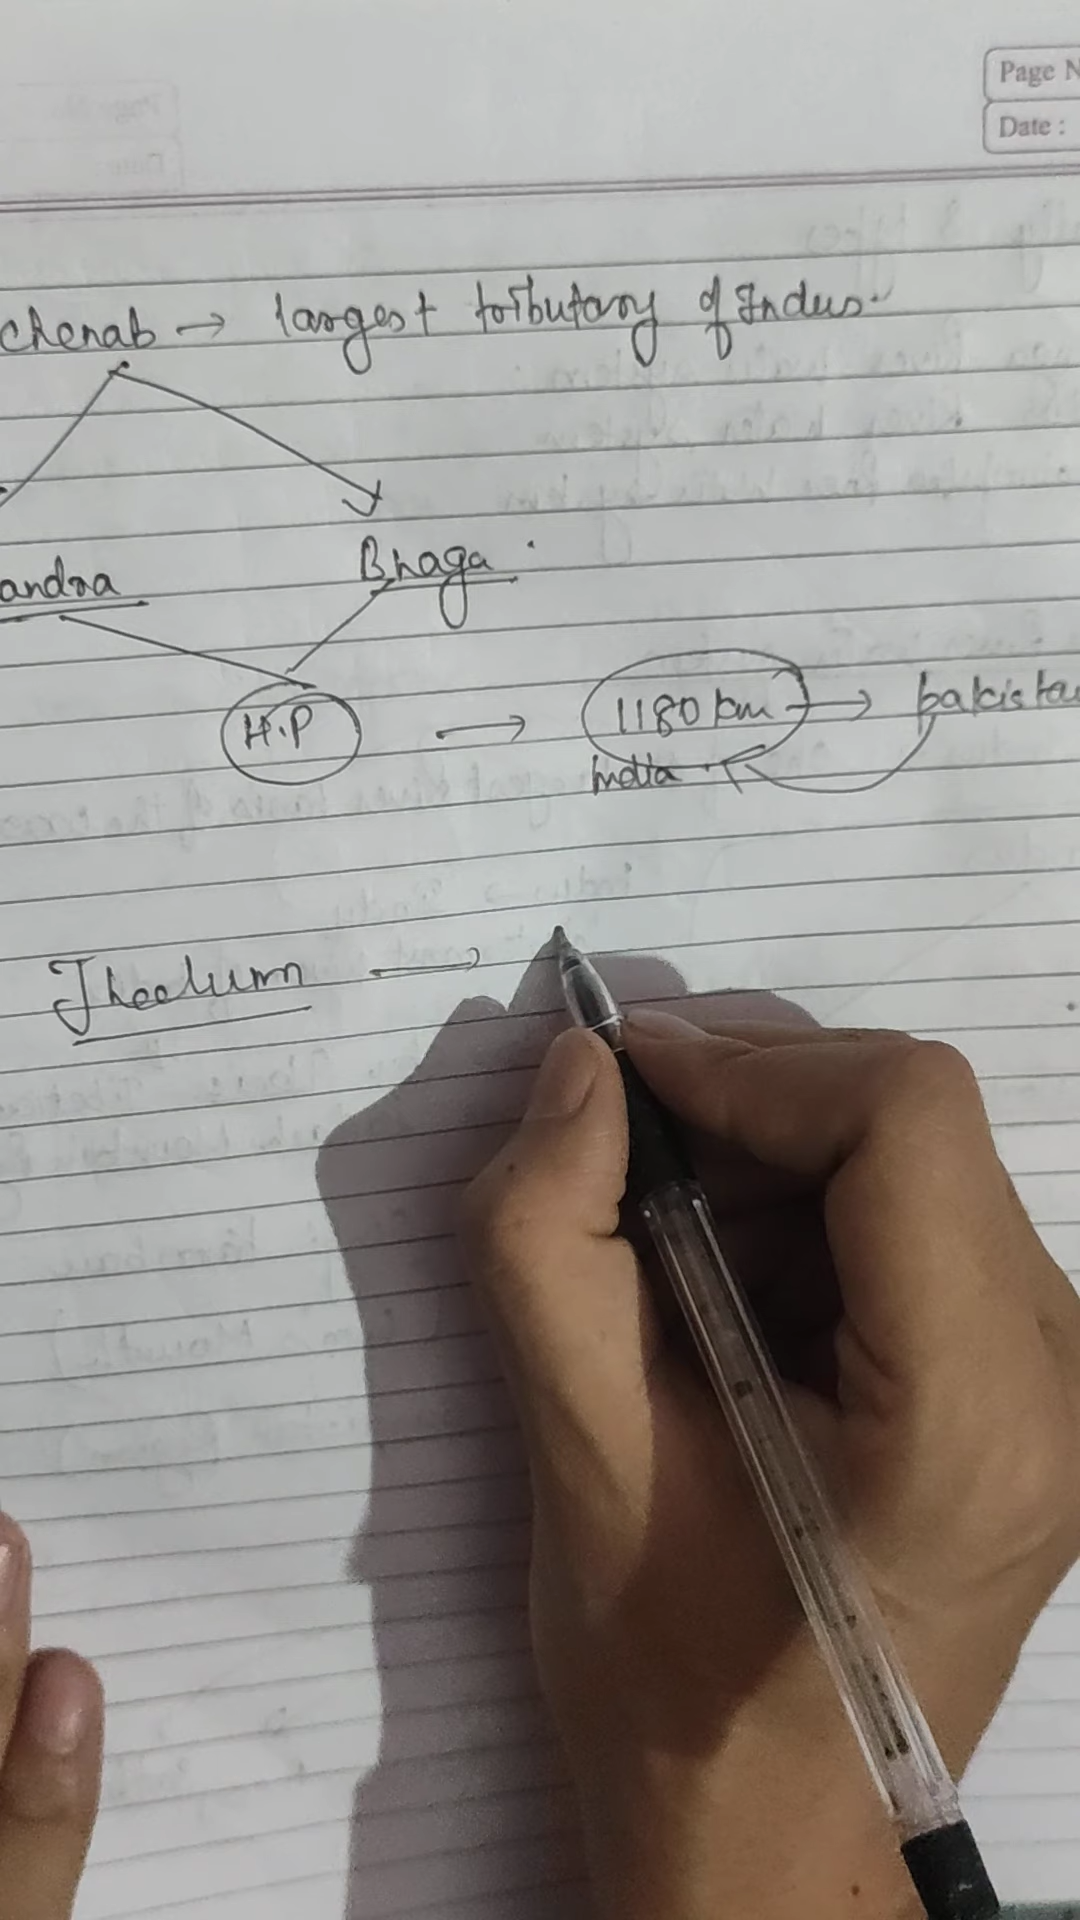 Page N
Date :
Chenab → largest tributary of Indus.
andra Bhaga .
H.P → 1180 km → pakista
India .
Jheelum →